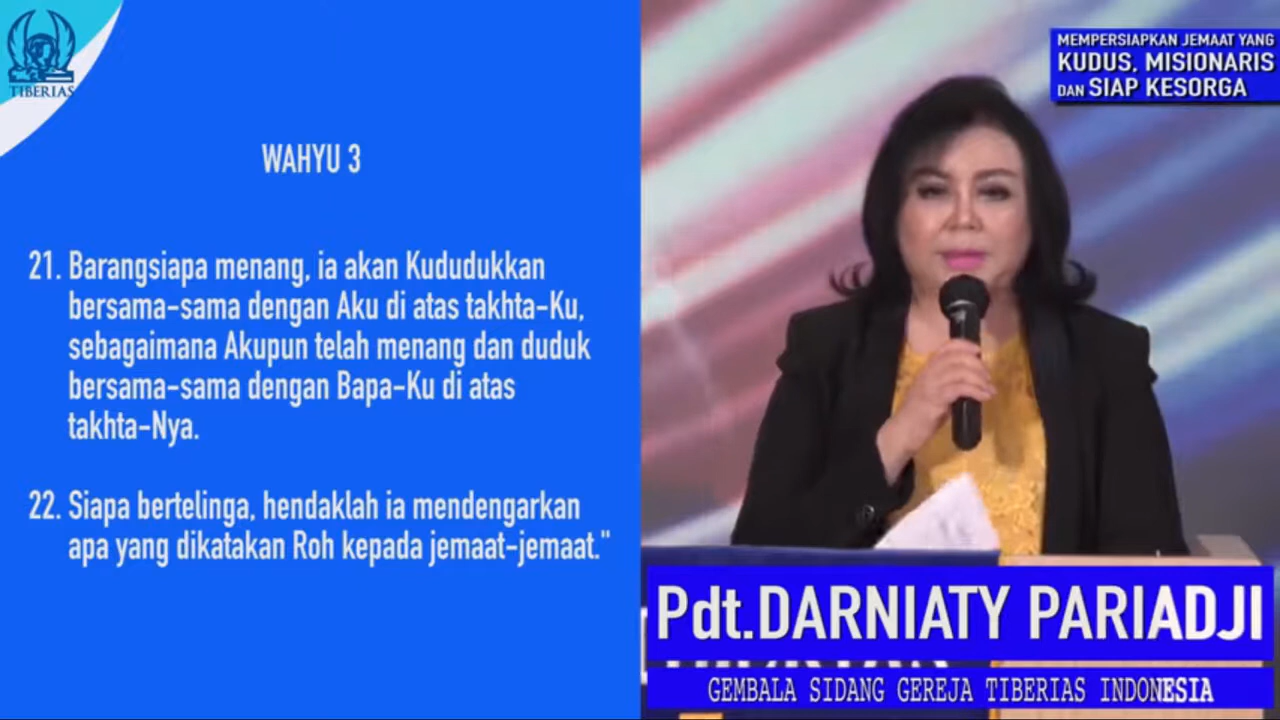 TIBERIAS
WAHYU 3
21. Barangsiapa menang, ia akan Kududukkan
bersama-sama dengan Aku di atas takhta-Ku,
sebagaimana Akupun telah menang dan duduk
bersama-sama dengan Bapa-Ku di atas
takhta-Nya.
22. Siapa bertelinga, hendaklah ia mendengarkan
apa yang dikatakan Roh kepada jemaat-jemaat."
MEMPERSIAPKAN JEMAAT YANG
KUDUS, MISIONARIS
DAN SIAP KESORGA
Pdt.DARNIATY PARIADJI
GEMBALA SIDANG GEREJA TIBERIAS INDONESIA